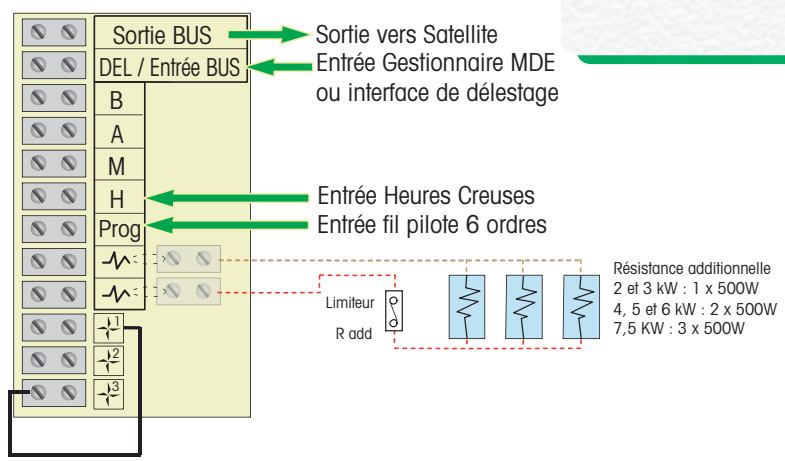 Sortie BUS
Sortie vers Satellite
DEL / Entrée BUS
Entrée Gestionnaire MDE
ou interface de délestage
B
A
M
H
Entrée Heures Creuses
Prog
Entrée fil pilote 6 ordres
Limiteur
R add
Résistance additionnelle
2 et 3 kW : 1 x 500W
4, 5 et 6 kW : 2 x 500W
7,5 KW : 3 x 500W
1
2
3